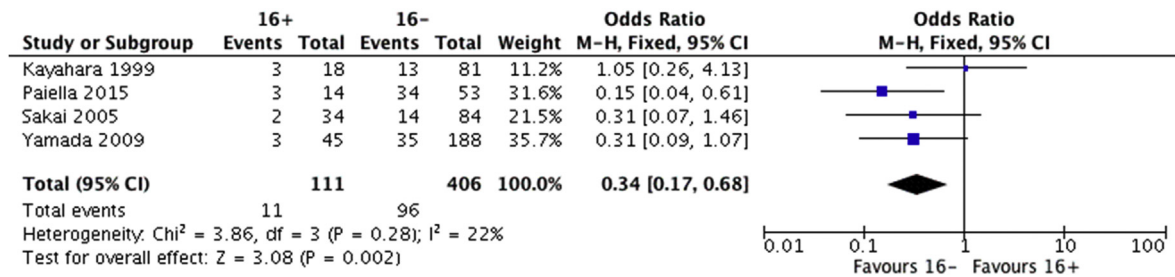 16+ 16- Odds Ratio Odds Ratio
Study or Subgroup Events Total Events Total Weight M-H, Fixed, 95% CI M-H, Fixed, 95% CI
Kayahara 1999 3 18 13 81 11.2% 1.05 [0.26, 4.13]
Paiella 2015 3 14 34 53 31.6% 0.15 [0.04, 0.61]
Sakai 2005 2 34 14 84 21.5% 0.31 [0.07, 1.46]
Yamada 2009 3 45 35 188 35.7% 0.31 [0.09, 1.07]
Total (95% CI) 111 406 100.0% 0.34 [0.17, 0.68]
Total events 11 96
Heterogeneity: Chi² = 3.86, df = 3 (P = 0.28); I² = 22%
Test for overall effect: Z = 3.08 (P = 0.002)
0.01 0.1 1 10 100
Favours 16- Favours 16+